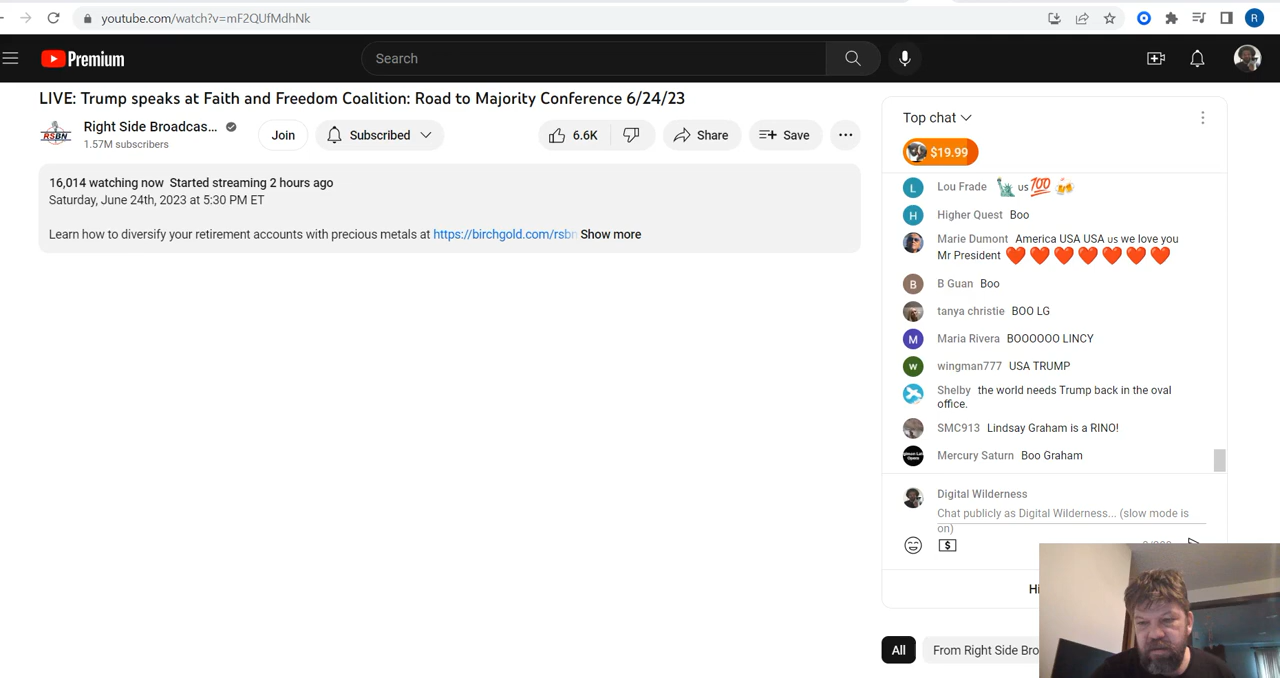 youtube.com/watch?v=mF2QUfMdhNk
R
Premium
Search
LIVE: Trump speaks at Faith and Freedom Coalition: Road to Majority Conference 6/24/23
RSBN
Right Side Broadcas...
1.57M subscribers
Join
Subscribed
6.6K
Share
Save
16,014 watching now Started streaming 2 hours ago
Saturday, June 24th, 2023 at 5:30 PM ET
Learn how to diversify your retirement accounts with precious metals at https://birchgold.com/rsbn Show more
Top chat
$19.99
L Lou Frade 🗽us💯🍻
H Higher Quest Boo
Marie Dumont America USA USA us we love you
Mr President ❤️❤️❤️❤️❤️❤️❤️
B B Guan Boo
tanya christie BOO LG
M Maria Rivera BOOOOOO LINCY
w wingman777 USA TRUMP
Shelby the world needs Trump back in the oval
office.
SMC913 Lindsay Graham is a RINO!
Mercury Saturn Boo Graham
Digital Wilderness
Chat publicly as Digital Wilderness... (slow mode is
on)
$
Hi
All
From Right Side Bro